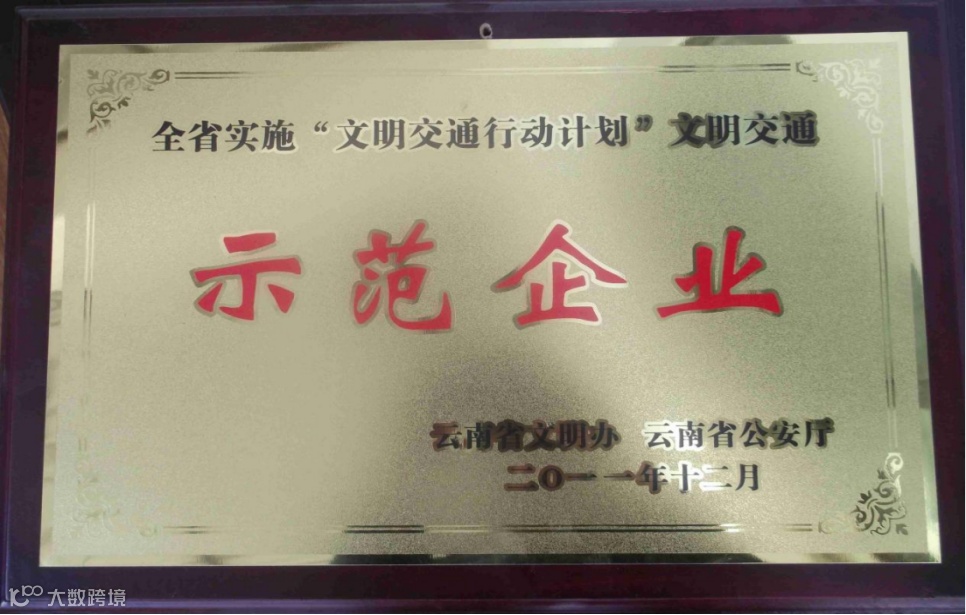 全省实施“文明交通行动计划”文明交通
示范企业
云南省文明办 云南省公安厅
二〇一一年十二月
大数跨境